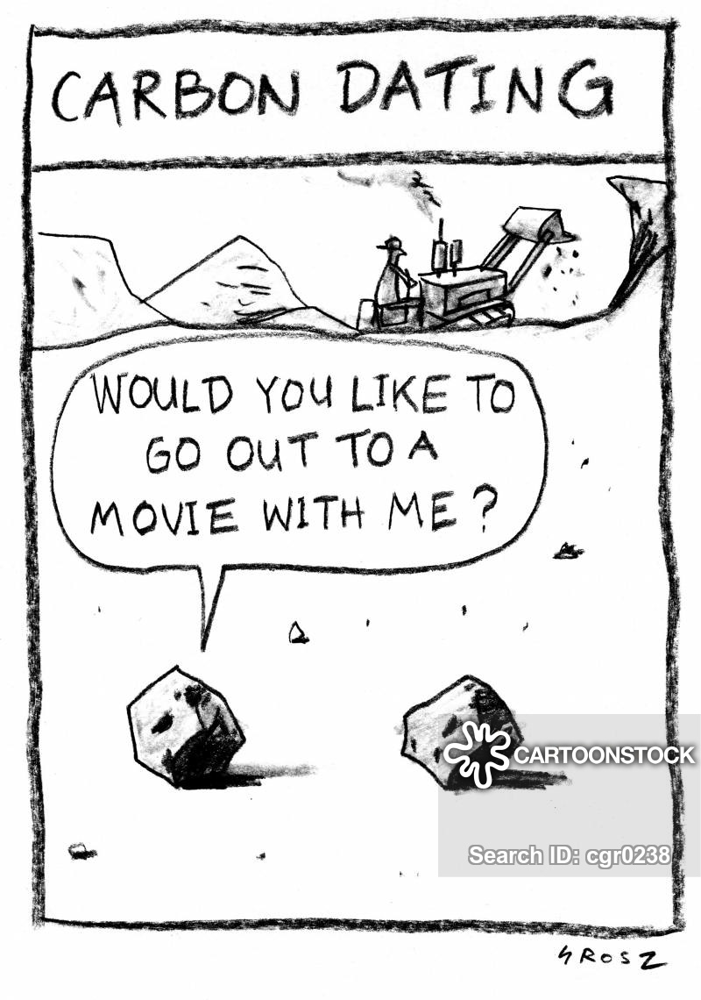 CARBON DATING
WOULD YOU LIKE TO
GO OUT TO A
MOVIE WITH ME?
CARTOONSTOCK
Search ID: cgr0238
GROSZ